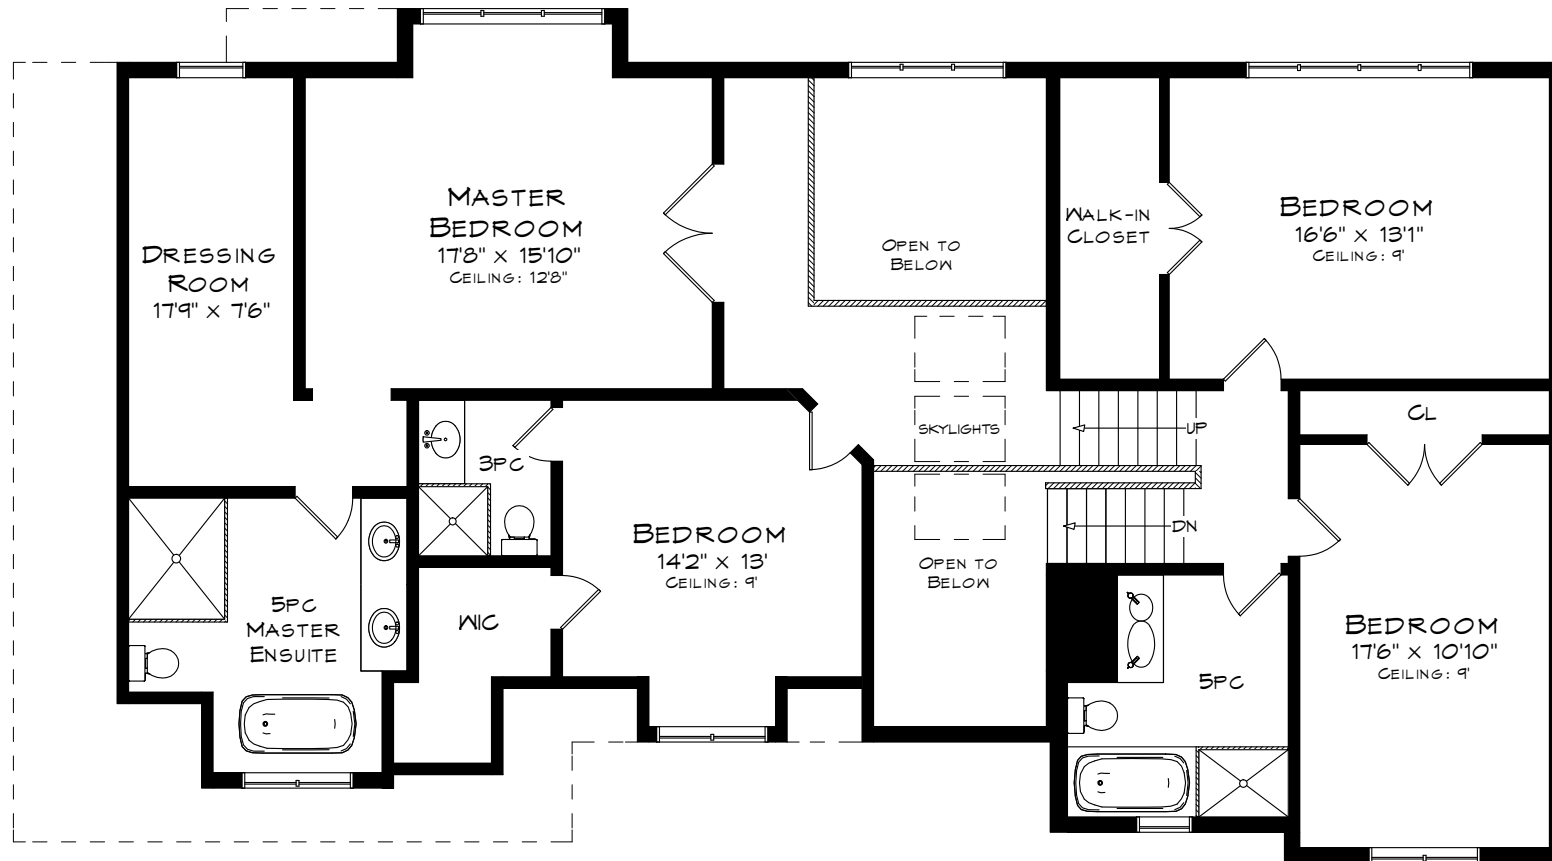 DRESSING
ROOM
17'9" X 7'6"
MASTER
BEDROOM
17'8" X 15'10"
CEILING: 12'8"
OPEN TO
BELOW
WALK-IN
CLOSET
BEDROOM
16'6" X 13'1"
CEILING: 9'
SKYLIGHTS
UP
CL
3PC
BEDROOM
14'2" X 13'
CEILING: 9'
DN
OPEN TO
BELOW
5PC
MASTER
ENSUITE
WIC
5PC
BEDROOM
17'6" X 10'10"
CEILING: 9'